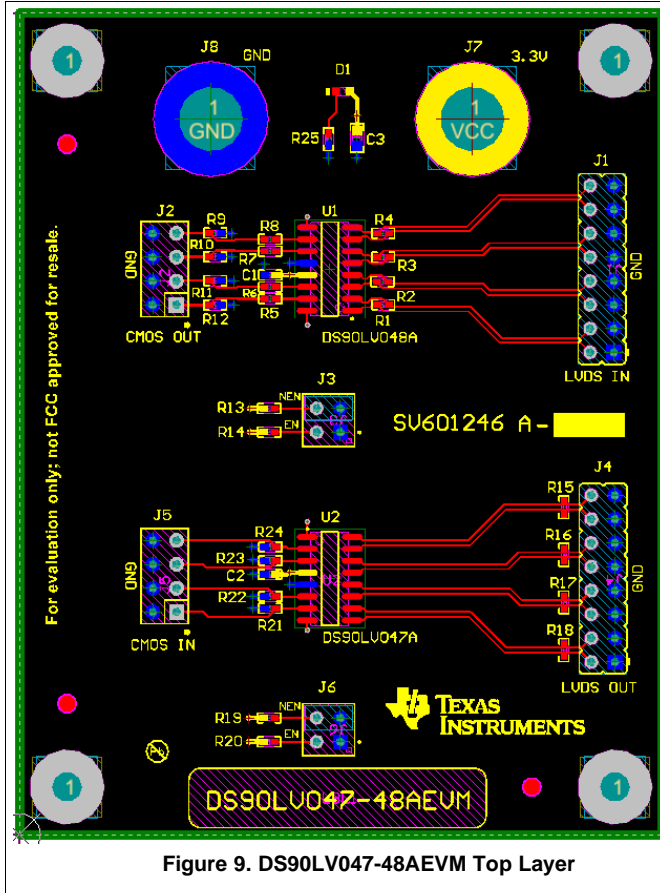 J8
GND
D1
J7
3.3V
1
1
1
GND
1
VCC
R25
C3
J1
J2
R9
U1
R4
R8
R10
R7
R3
GND
C1
GND
R11
R6
R2
R12
R5
R1
CMOS OUT
DS90LV048A
LVDS IN
For evaluation only; not FCC approved for resale.
J3
NEN
R13
EN
R14
SV601246 A-
J4
R15
J5
U2
R24
R16
R23
GND
C2
R17
GND
R22
R21
R18
CMOS IN
DS90LV047A
LVDS OUT
J6
NEN
R19
EN
R20
TEXAS
INSTRUMENTS
1
1
DS90LV047-48AEVM
Figure 9. DS90LV047-48AEVM Top Layer